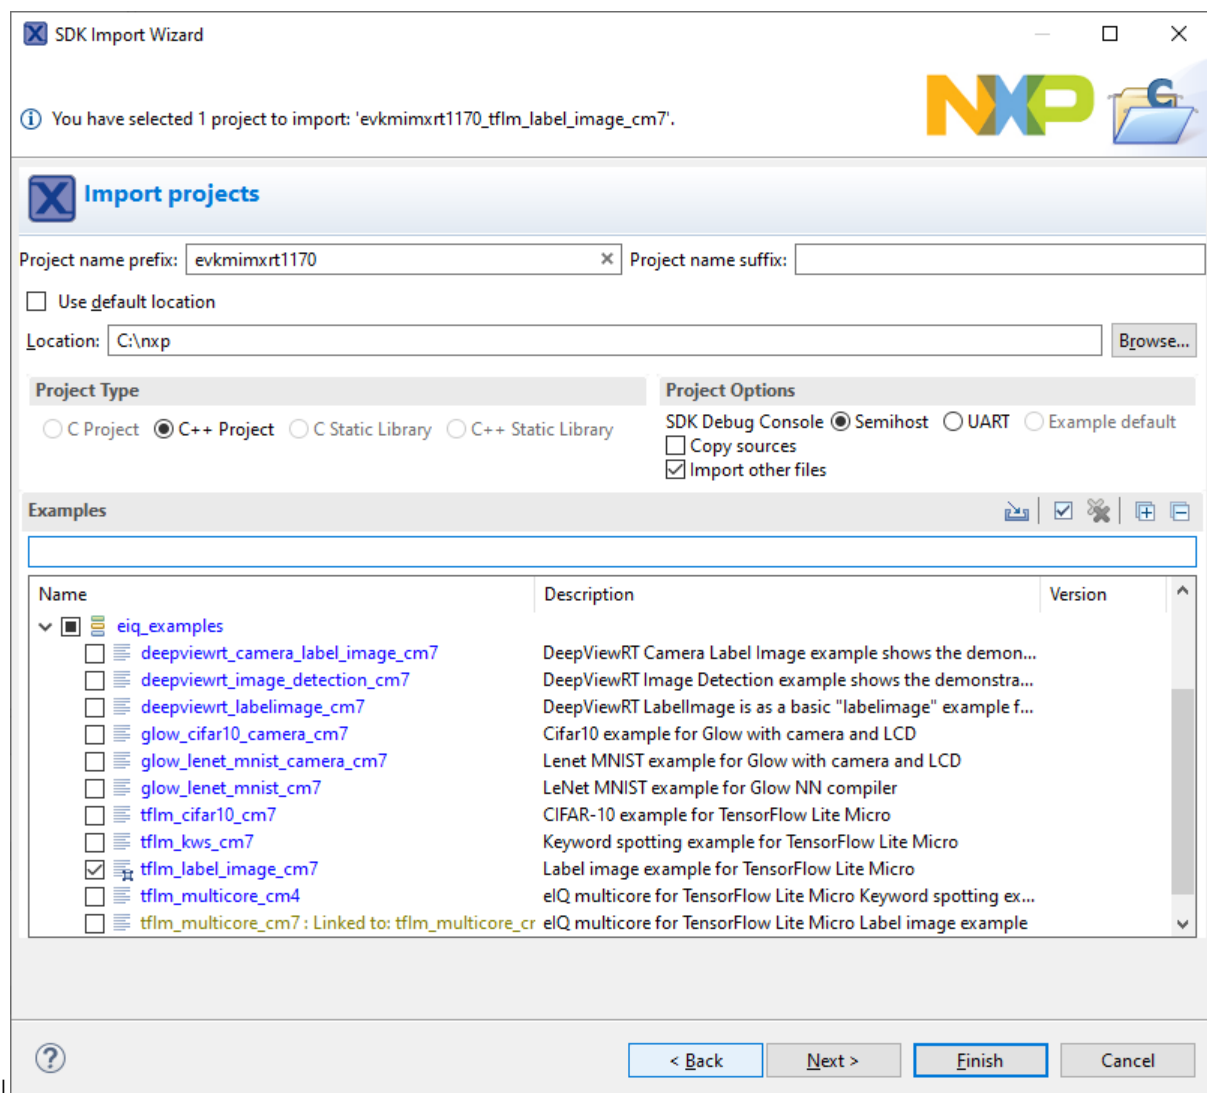 SDK Import Wizard
You have selected 1 project to import: 'evkmimxrt1170_tflm_label_image_cm7'.
NXP
C
X Import projects
Project name prefix: evkmimxrt1170 Project name suffix:
Use default location
Location: C:\nxp Browse...
Project Type Project Options
C Project C++ Project C Static Library C++ Static Library SDK Debug Console Semihost UART Example default
Copy sources
Import other files
Examples
Name Description Version
eiq_examples
deepviewrt_camera_label_image_cm7 DeepViewRT Camera Label Image example shows the demon...
deepviewrt_image_detection_cm7 DeepViewRT Image Detection example shows the demonstra...
deepviewrt_labelimage_cm7 DeepViewRT LabelImage is as a basic "labelimage" example f...
glow_cifar10_camera_cm7 Cifar10 example for Glow with camera and LCD
glow_lenet_mnist_camera_cm7 Lenet MNIST example for Glow with camera and LCD
glow_lenet_mnist_cm7 LeNet MNIST example for Glow NN compiler
tflm_cifar10_cm7 CIFAR-10 example for TensorFlow Lite Micro
tflm_kws_cm7 Keyword spotting example for TensorFlow Lite Micro
tflm_label_image_cm7 Label image example for TensorFlow Lite Micro
tflm_multicore_cm4 eIQ multicore for TensorFlow Lite Micro Keyword spotting ex...
tflm_multicore_cm7 : Linked to: tflm_multicore_cr eIQ multicore for TensorFlow Lite Micro Label image example
? < Back Next > Finish Cancel